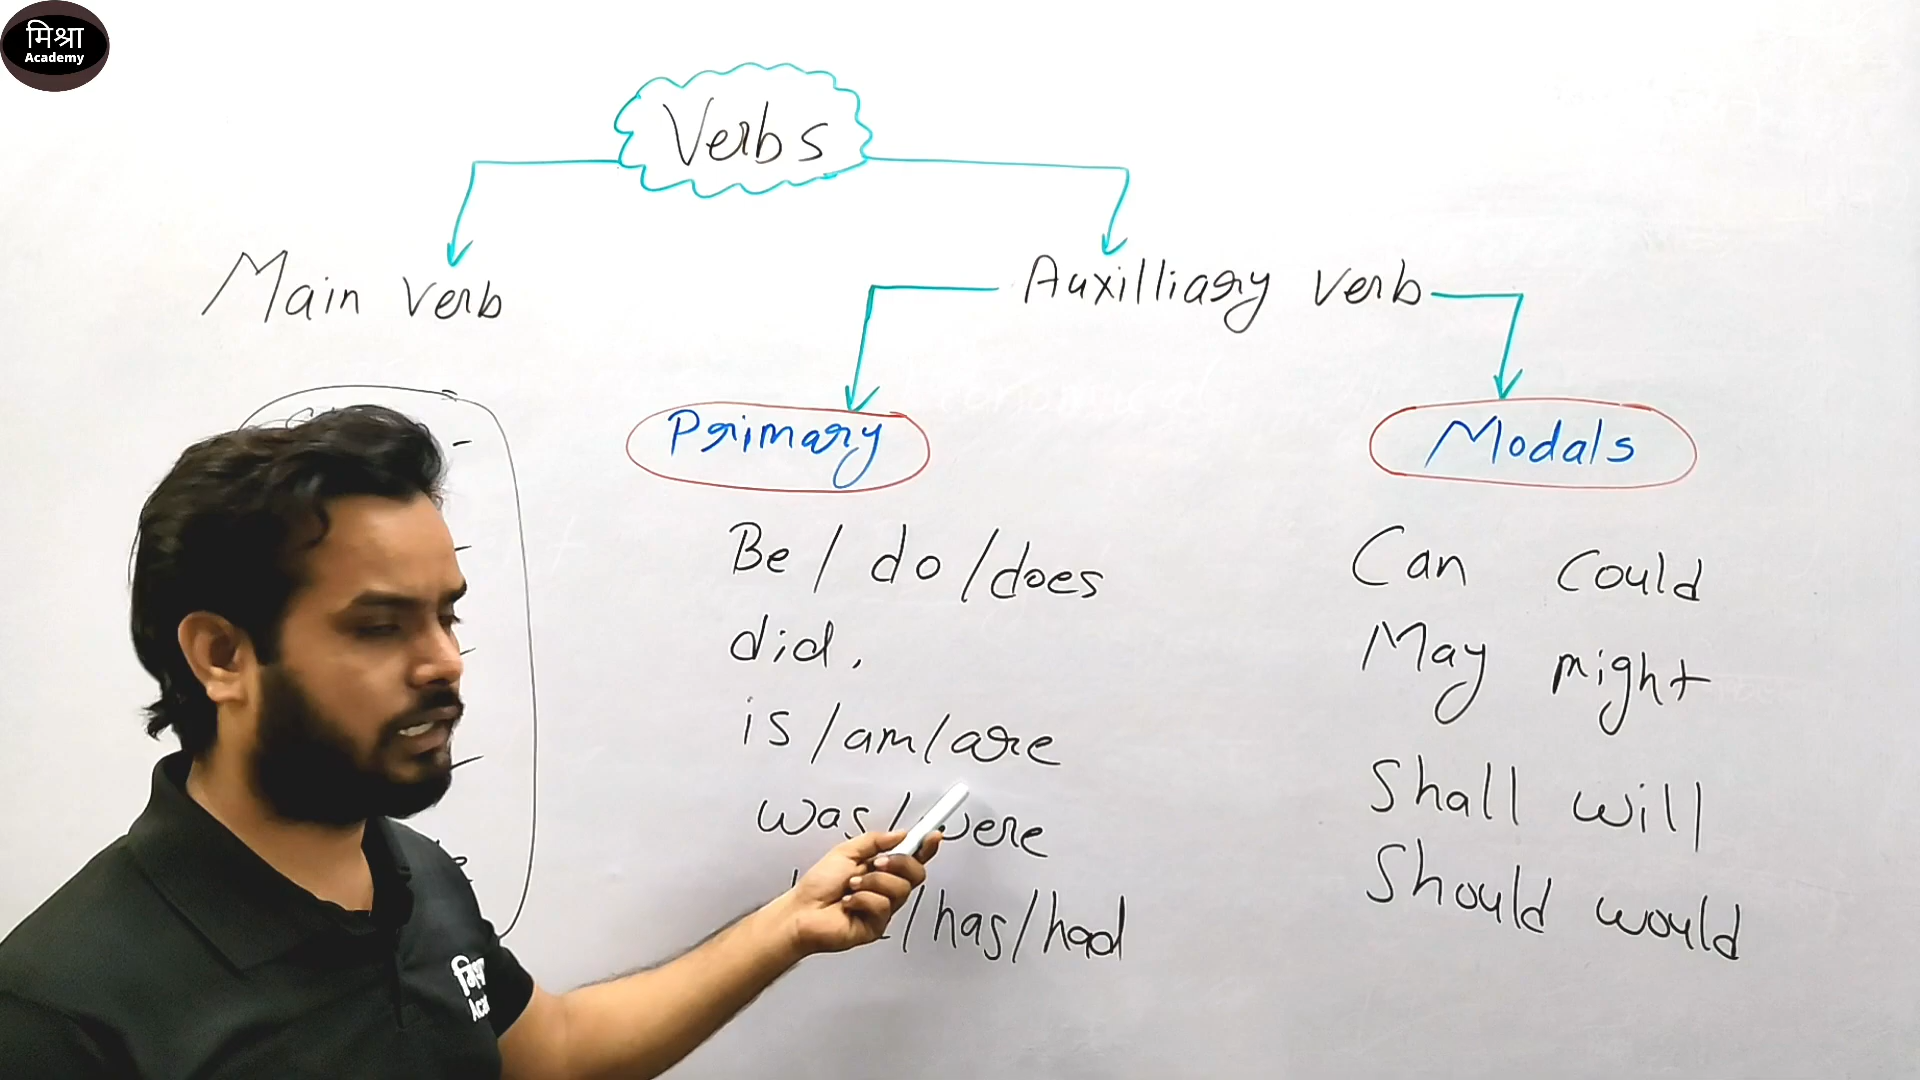 मिश्रा
Academy
Verbs
Main verb
Auxilliary verb
Primary
Modals
Be / do / does
did.
is / am / are
was / were
/ has / had
Can could
May might
Shall will
Should would